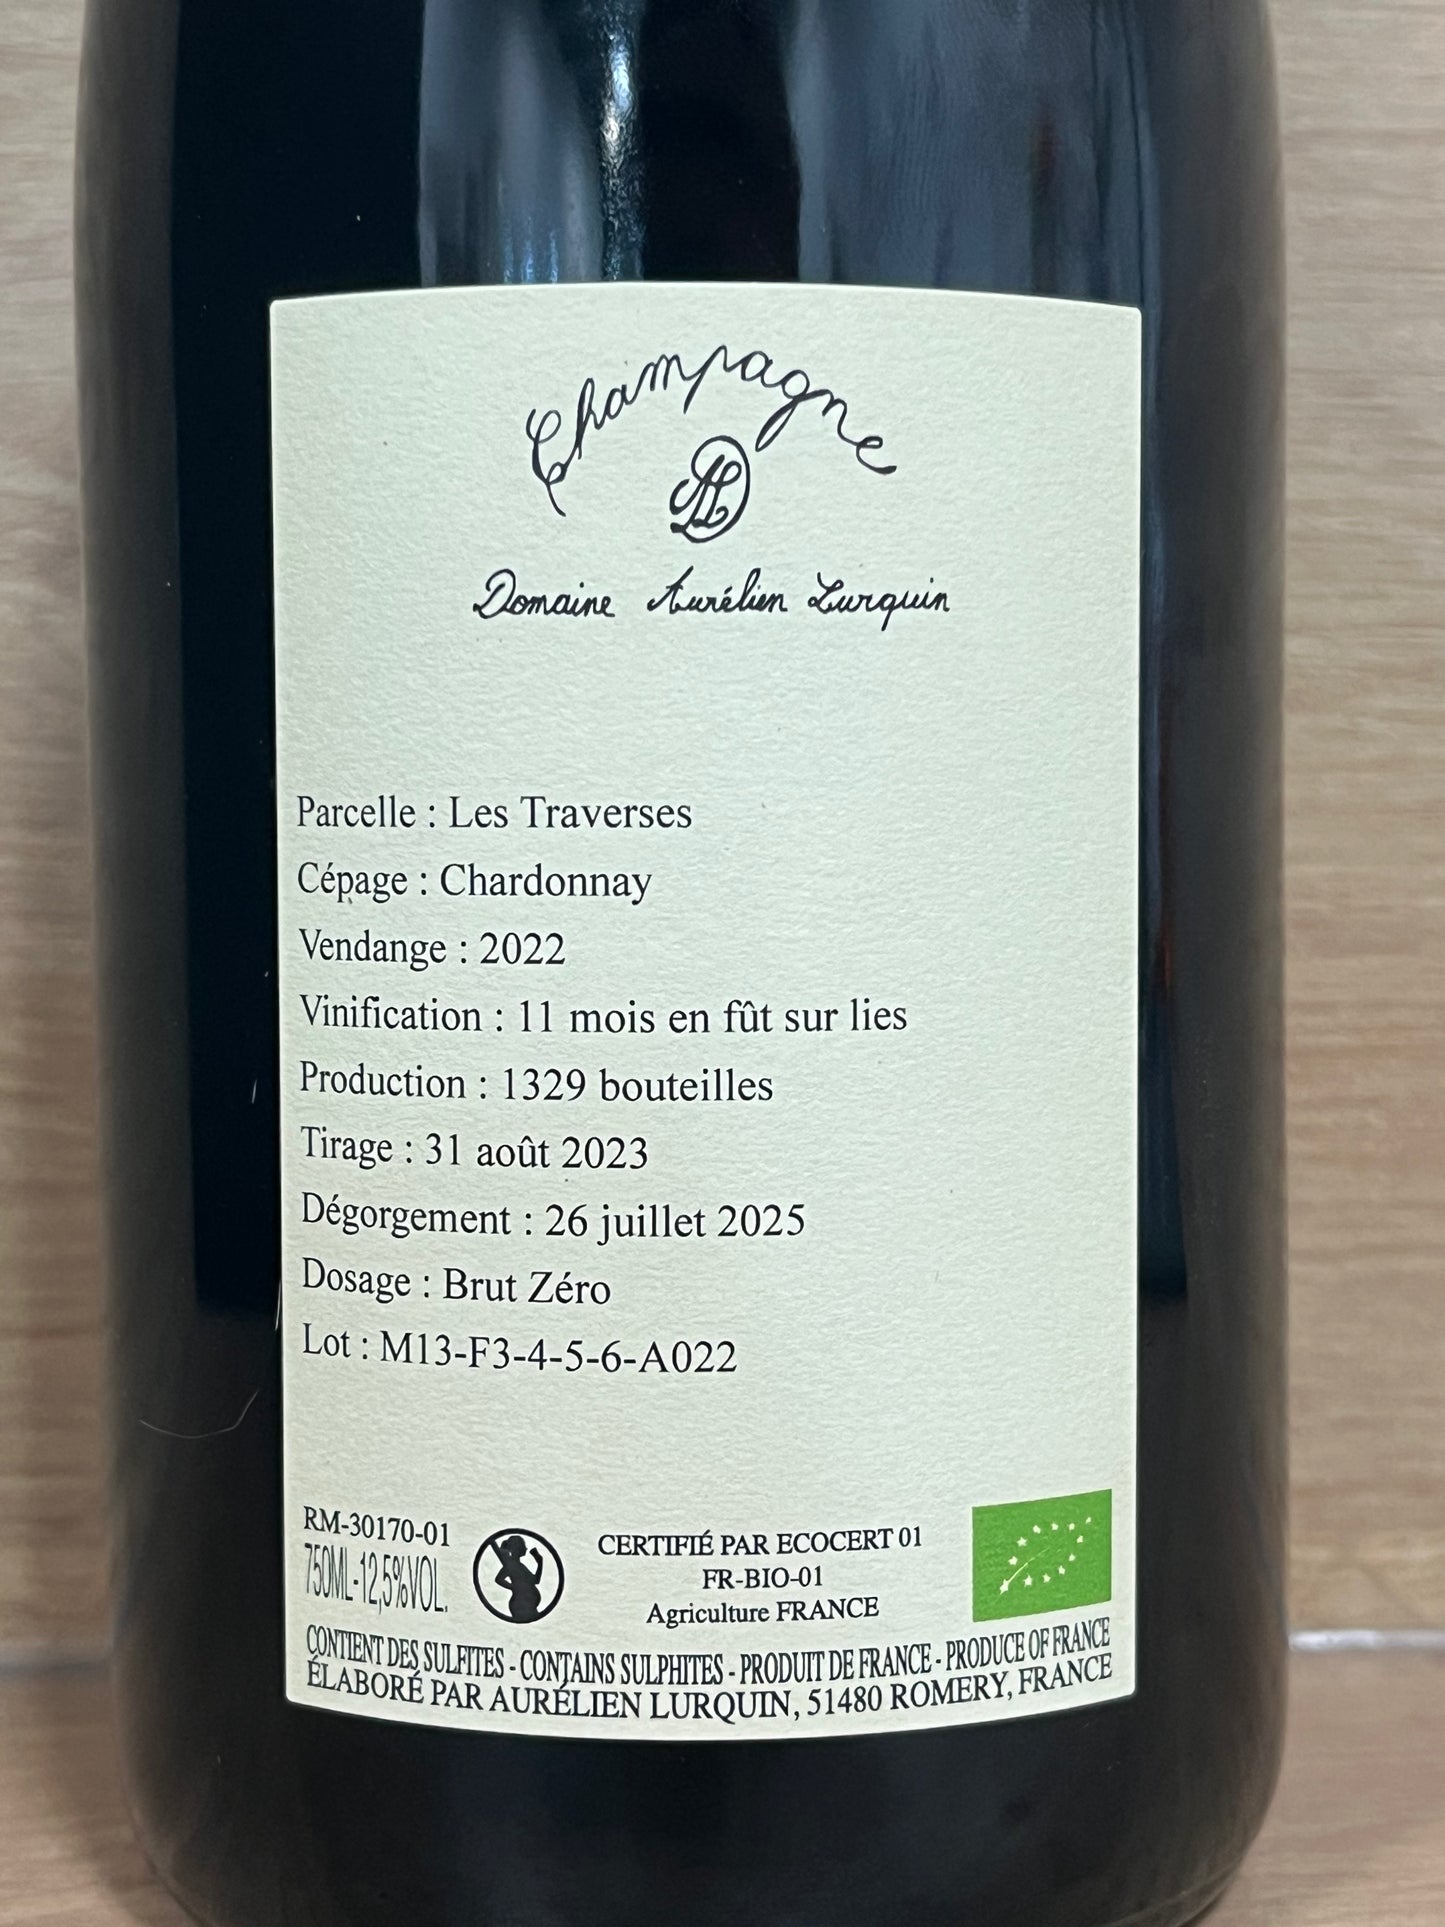 Champagne
AL
Domaine Aurélien Lurquin
Parcelle : Les Traverses
Cépage : Chardonnay
Vendange : 2022
Vinification : 11 mois en fût sur lies
Production : 1329 bouteilles
Tirage : 31 août 2023
Dégorgement : 26 juillet 2025
Dosage : Brut Zéro
Lot : M13-F3-4-5-6-A022
RM-30170-01
750ML-12,5%VOL.
CERTIFIÉ PAR ECOCERT 01
FR-BIO-01
Agriculture FRANCE
CONTIENT DES SULFITES - CONTAINS SULPHITES - PRODUIT DE FRANCE - PRODUCE OF FRANCE
ÉLABORÉ PAR AURÉLIEN LURQUIN, 51480 ROMERY, FRANCE